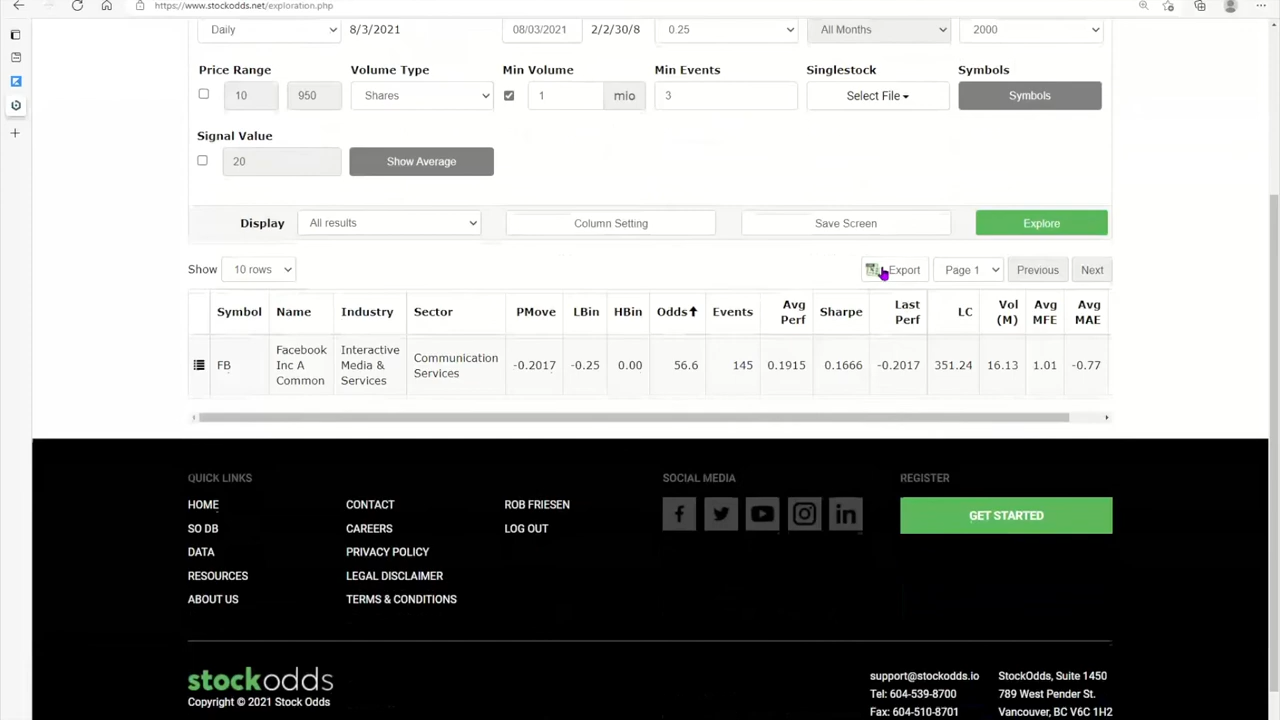 https://www.stockodds.net/exploration.php
Daily 8/3/2021 08/03/2021 2/2/30/8 0.25 All Months 2000
Price Range Volume Type Min Volume Min Events Singlestock Symbols
10 950 Shares 1 mio 3 Select File Symbols
Signal Value
20 Show Average
Display All results Column Setting Save Screen Explore
Show 10 rows Export Page 1 Previous Next
Symbol Name Industry Sector PMove LBin HBin Odds Events Avg Perf Sharpe Last Perf LC Vol (M) Avg MFE Avg MAE
FB Facebook Inc A Common Interactive Media & Services Communication Services -0.2017 -0.25 0.00 56.6 145 0.1915 0.1666 -0.2017 351.24 16.13 1.01 -0.77
QUICK LINKS SOCIAL MEDIA REGISTER
HOME CONTACT ROB FRIESEN GET STARTED
SO DB CAREERS LOG OUT
DATA PRIVACY POLICY
RESOURCES LEGAL DISCLAIMER
ABOUT US TERMS & CONDITIONS
stockodds
Copyright © 2021 Stock Odds
support@stockodds.io StockOdds, Suite 1450
Tel: 604-539-8700 789 West Pender St.
Fax: 604-510-8701 Vancouver, BC V6C 1H2